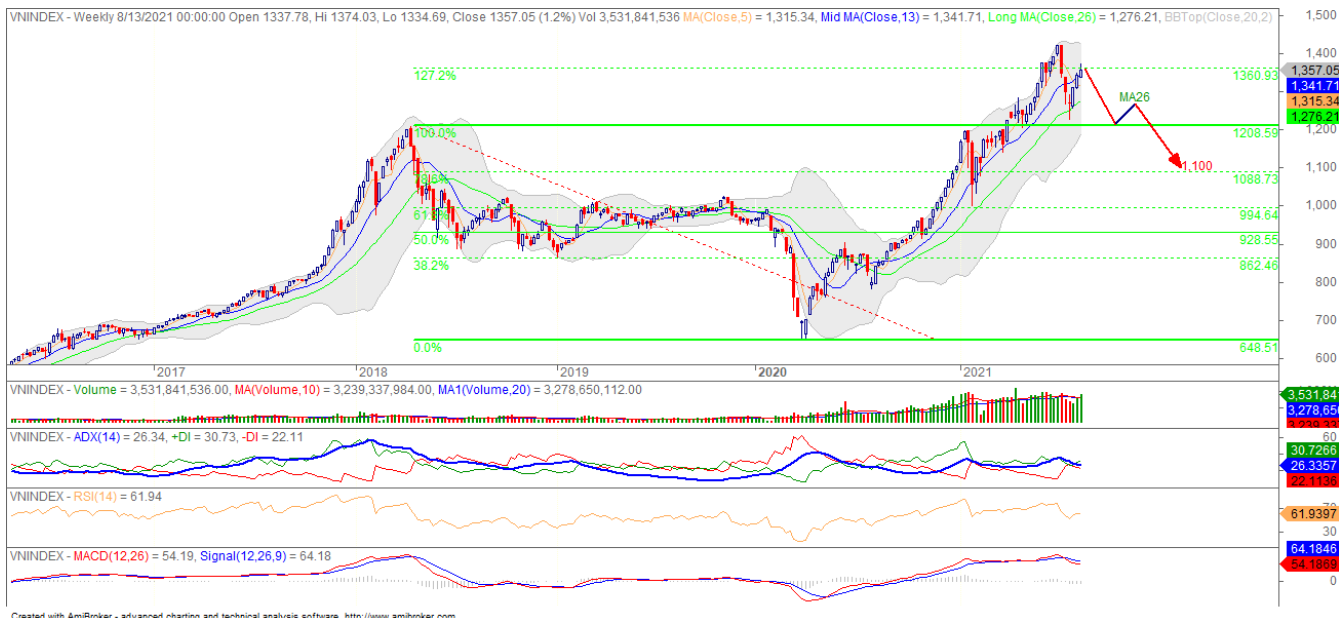 VNINDEX - Weekly 8/13/2021 00:00:00 Open 1337.78, Hi 1374.03, Lo 1334.69, Close 1357.05 (1.2%) Vol 3,531,841,536 MA(Close,5) = 1,315.34, Mid MA(Close,13) = 1,341.71, Long MA(Close,26) = 1,276.21, BBTop(Close,20,2)
1,500
1,400
127.2% 1360.93 1,357.05
1,341.71
MA26 1,315.34
1,276.21
100.0% 1208.59 1,200
1,100 1,100
78.6% 1088.73
61.8% 994.64 1,000
50.0% 928.55 900
38.2% 862.46
800
700
0.0% 648.51
600
2017 2018 2019 2020 2021
VNINDEX - Volume = 3,531,841,536.00, MA(Volume,10) = 3,239,337,984.00, MA1(Volume,20) = 3,278,650,112.00
3,531.84
3,278.650
VNINDEX - ADX(14) = 26.34, +DI = 30.73, -DI = 22.11
60
30.7266
26.3357
22.1136
VNINDEX - RSI(14) = 61.94
70
61.9397
30
VNINDEX - MACD(12,26) = 54.19, Signal(12,26,9) = 64.18
64.1846
54.1869
0
Created with AmiBroker - advanced charting and technical analysis software. http://www.amibroker.com